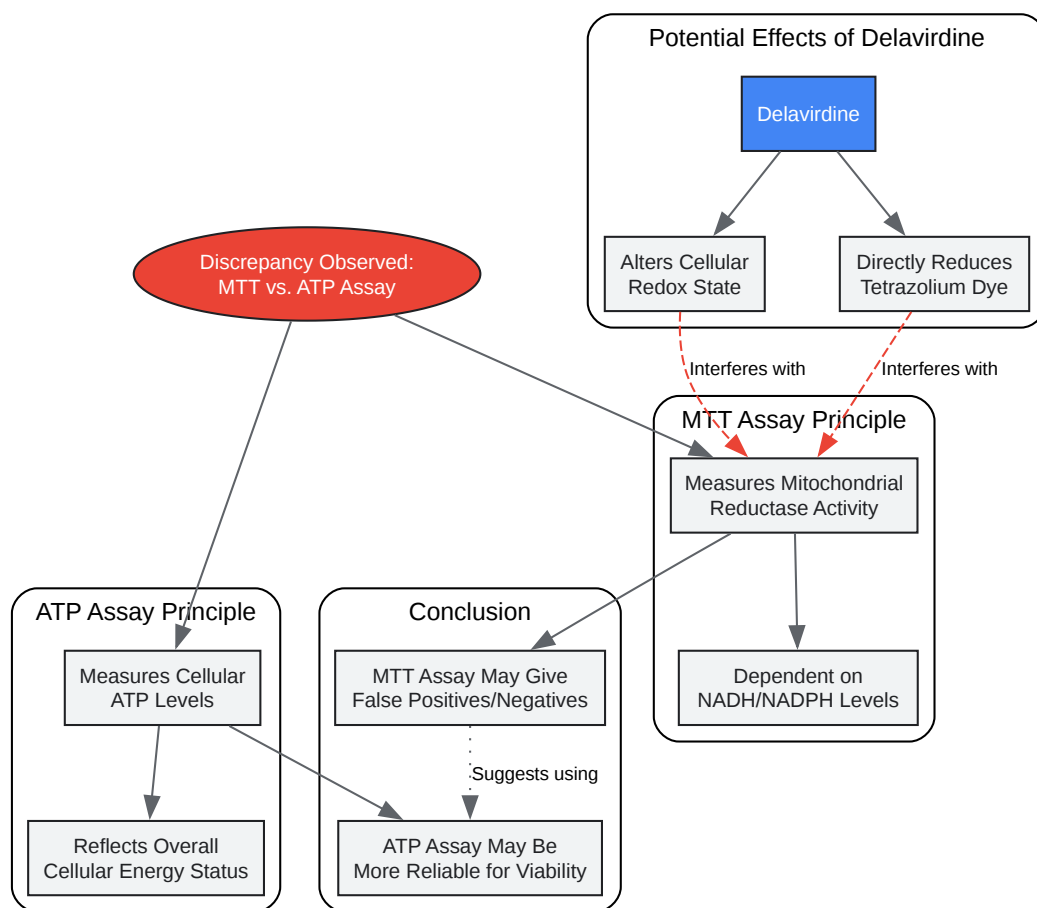 Potential Effects of Delavirdine
Delavirdine
Alters Cellular
Redox State
Directly Reduces
Tetrazolium Dye
Discrepancy Observed:
MTT vs. ATP Assay
Interferes with
Interferes with
MTT Assay Principle
Measures Mitochondrial
Reductase Activity
Dependent on
NADH/NADPH Levels
ATP Assay Principle
Measures Cellular
ATP Levels
Reflects Overall
Cellular Energy Status
Conclusion
MTT Assay May Give
False Positives/Negatives
Suggests using
ATP Assay May Be
More Reliable for Viability